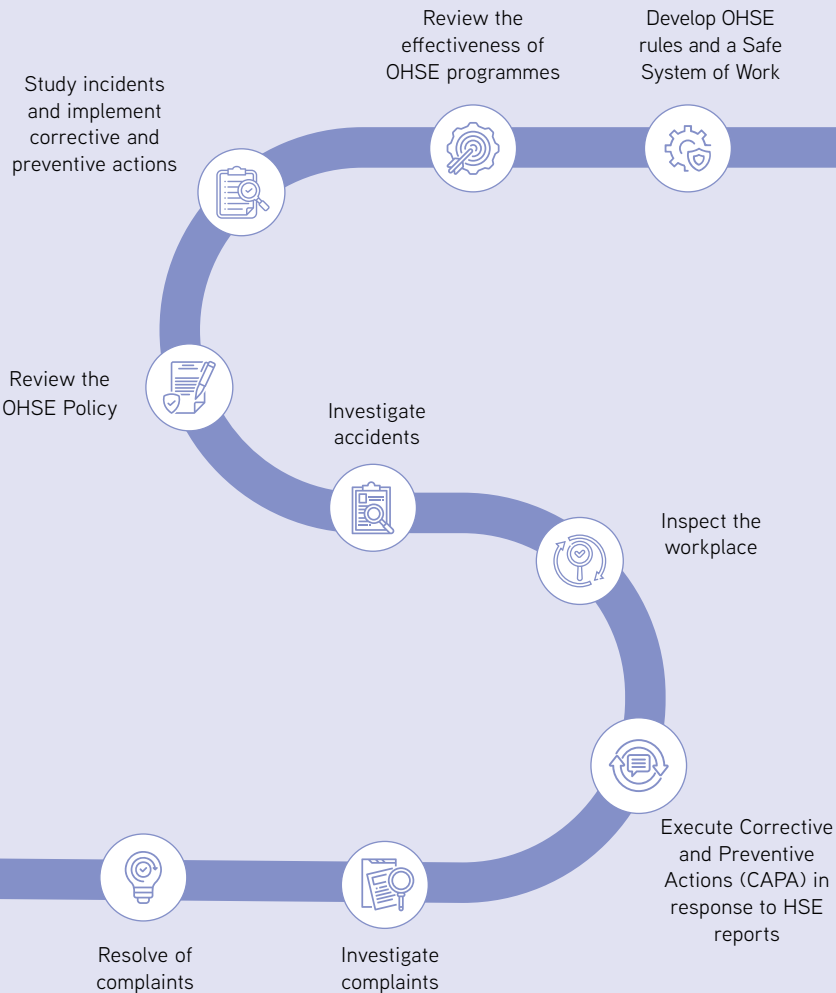 Develop OHSE
rules and a Safe
System of Work
Review the
effectiveness of
OHSE programmes
Study incidents
and implement
corrective and
preventive actions
Review the
OHSE Policy
Investigate
accidents
Inspect the
workplace
Execute Corrective
and Preventive
Actions (CAPA) in
response to HSE
reports
Investigate
complaints
Resolve of
complaints